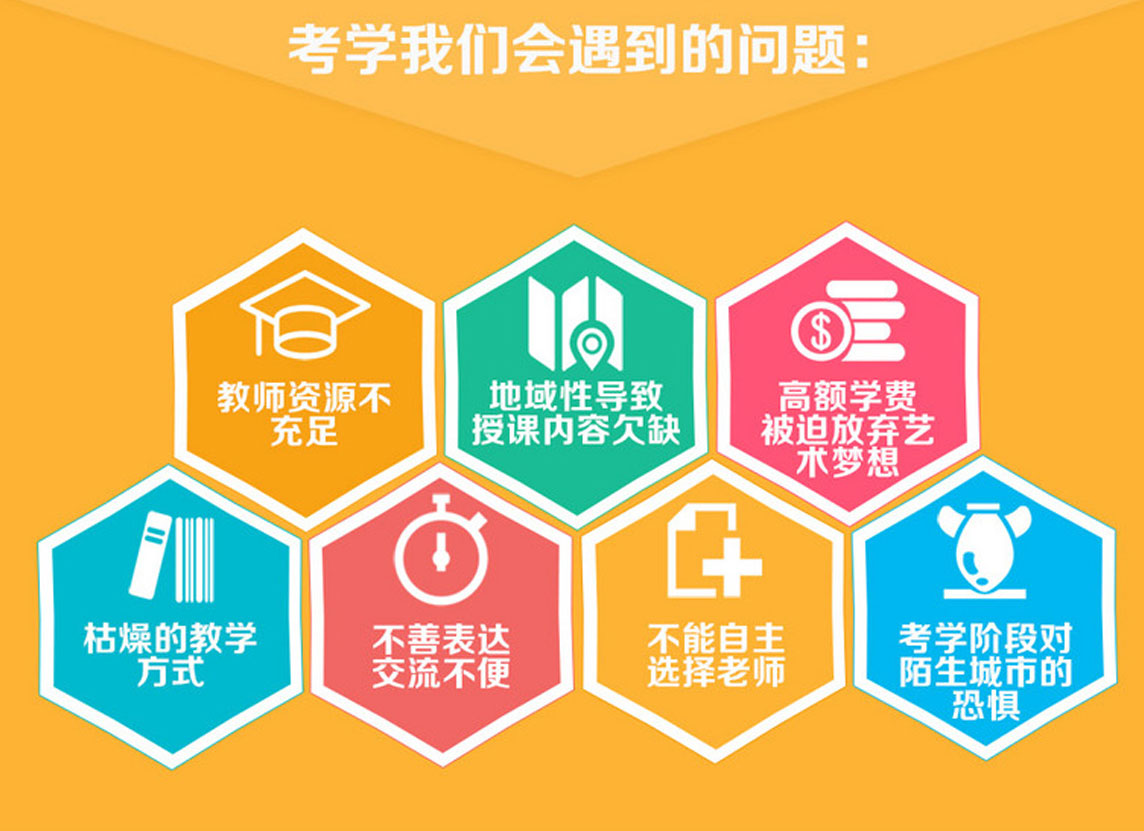 考学我们会遇到的问题：
教师资源不
充足
地域性导致
授课内容欠缺
高额学费
被迫放弃艺
术梦想
枯燥的教学
方式
不善表达
交流不便
不能自主
选择老师
考学阶段对
陌生城市的
恐惧